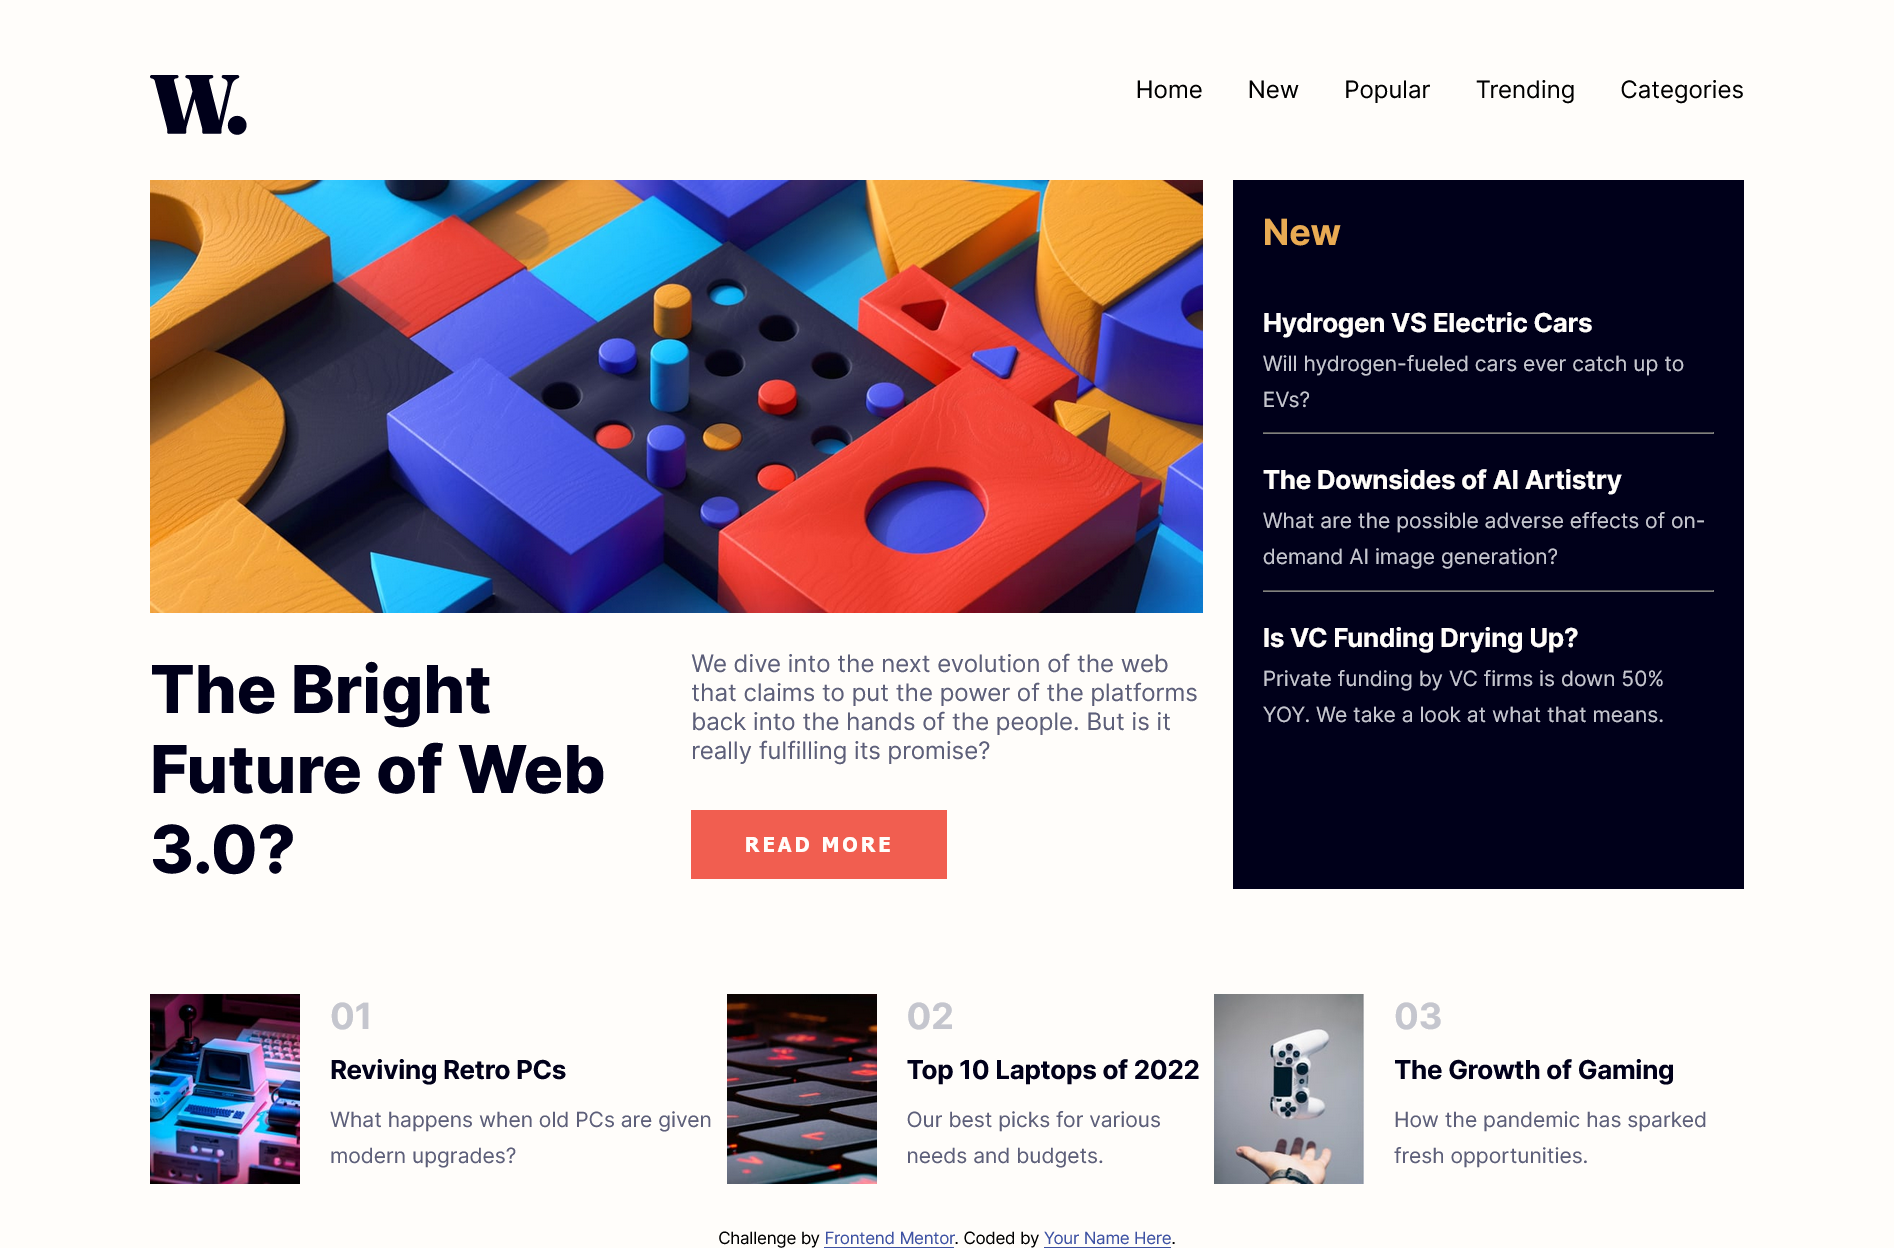 W.
Home New Popular Trending Categories
New
Hydrogen VS Electric Cars
Will hydrogen-fueled cars ever catch up to
EVs?
The Downsides of AI Artistry
What are the possible adverse effects of on-
demand AI image generation?
Is VC Funding Drying Up?
Private funding by VC firms is down 50%
YOY. We take a look at what that means.
The Bright
Future of Web
3.0?
We dive into the next evolution of the web
that claims to put the power of the platforms
back into the hands of the people. But is it
really fulfilling its promise?
READ MORE
01
Reviving Retro PCs
What happens when old PCs are given
modern upgrades?
02
Top 10 Laptops of 2022
Our best picks for various
needs and budgets.
03
The Growth of Gaming
How the pandemic has sparked
fresh opportunities.
Challenge by Frontend Mentor. Coded by Your Name Here.